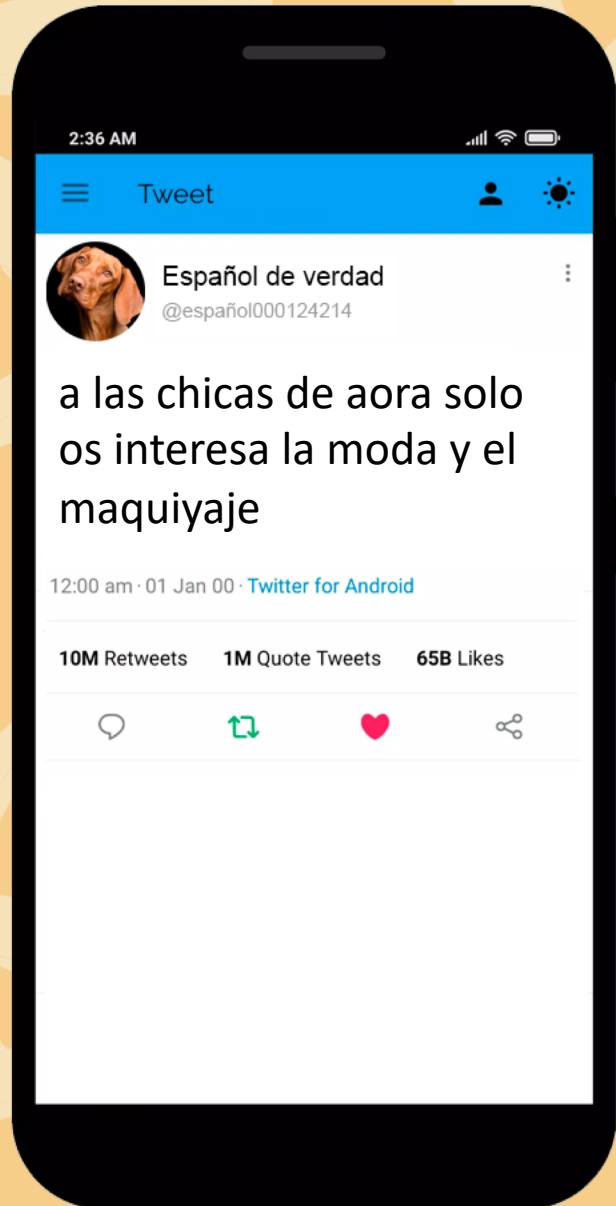 2:36 AM
Tweet
Español de verdad
@español000124214
a las chicas de aora solo
os interesa la moda y el
maquiyaje
12:00 am · 01 Jan 00 · Twitter for Android
10M Retweets 1M Quote Tweets 65B Likes